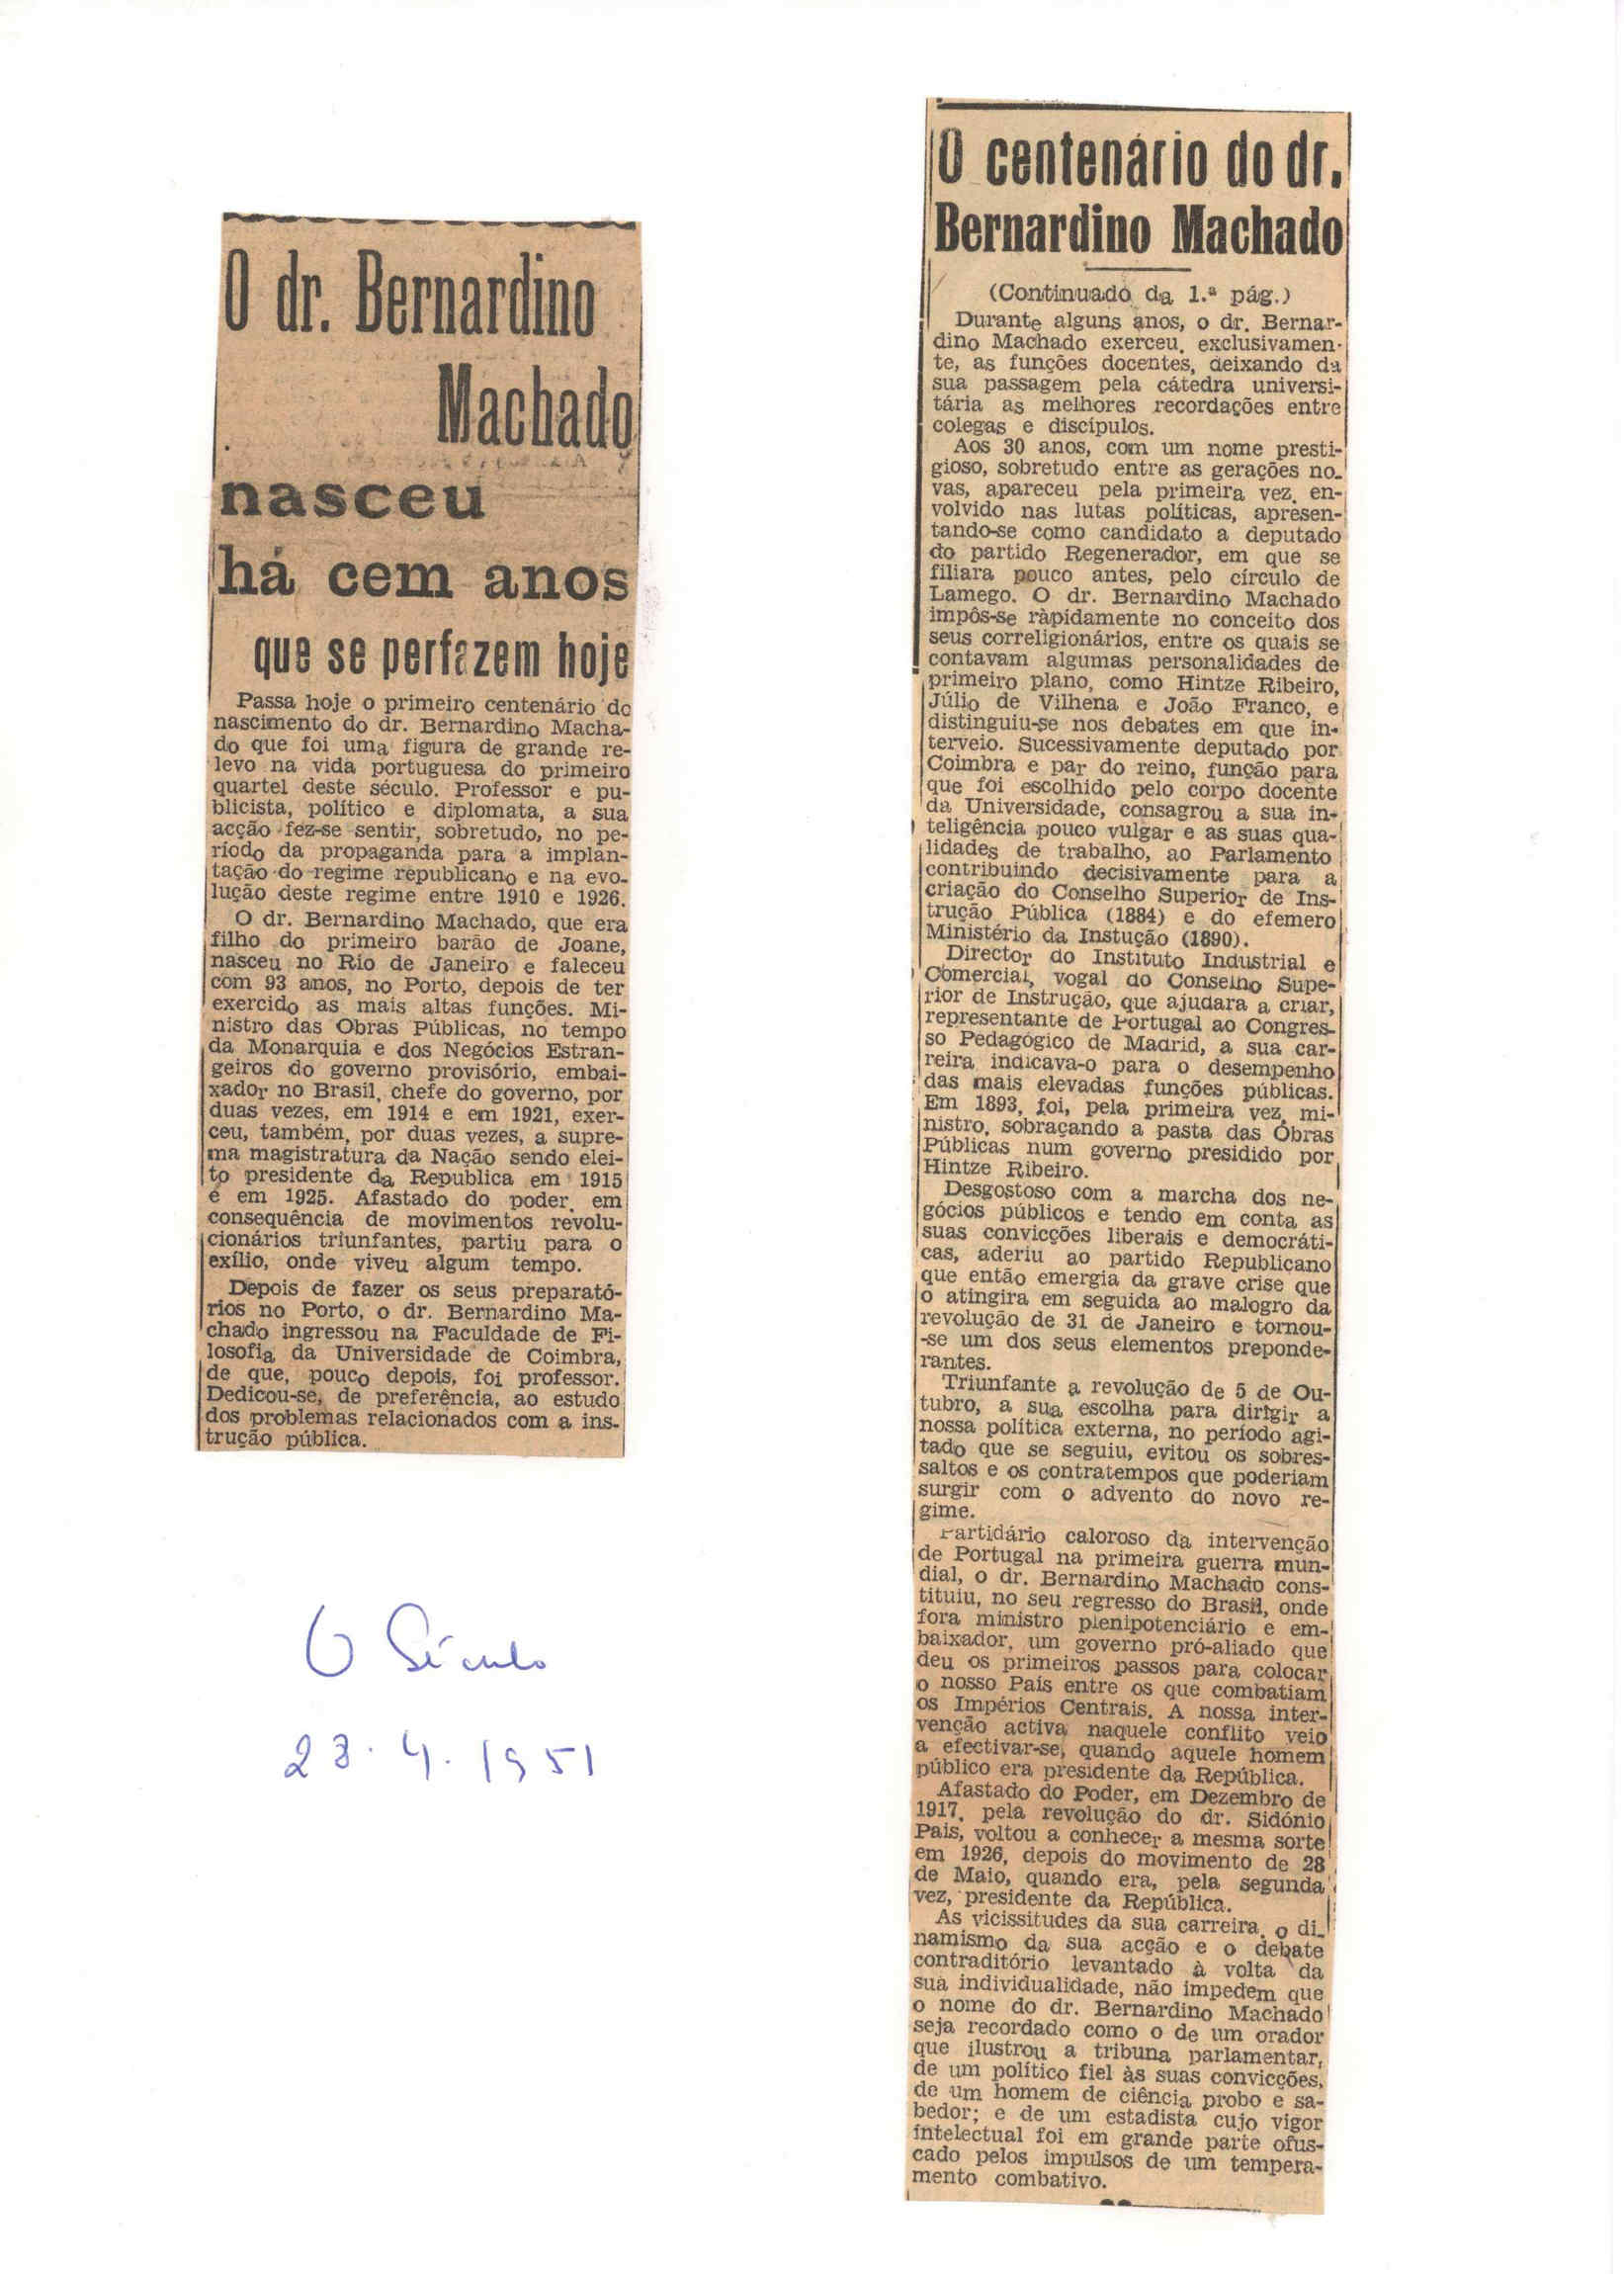 O dr. Bernardino
Machado
nasceu
há cem anos
que se perfazem hoje
Passa hoje o primeiro centenário do
nascimento do dr. Bernardino Macha-
do que foi uma figura de grande re-
levo na vida portuguesa do primeiro
quartel deste século. Professor e pu-
blicista, político e diplomata, a sua
acção fez-se sentir, sobretudo, no pe-
ríodo da propaganda para a implan-
tação do regime republicano e na evo-
lução deste regime entre 1910 e 1926.
O dr. Bernardino Machado, que era
filho do primeiro barão de Joane,
nasceu no Rio de Janeiro e faleceu
com 93 anos, no Porto, depois de ter
exercido as mais altas funções. Mi-
nistro das Obras Públicas, no tempo
da Monarquia e dos Negócios Estran-
geiros do governo provisório, embai-
xador no Brasil, chefe do governo, por
duas vezes, em 1914 e em 1921, exer-
ceu, também, por duas vezes, a supre-
ma magistratura da Nação sendo elei-
to presidente da Republica em 1915
e em 1925. Afastado do poder, em
consequência de movimentos revolu-
cionários triunfantes, partiu para o
exílio, onde viveu algum tempo.
Depois de fazer os seus preparató-
rios no Porto, o dr. Bernardino Ma-
chado ingressou na Faculdade de Fi-
losofia da Universidade de Coimbra,
de que, pouco depois, foi professor.
Dedicou-se, de preferência, ao estudo
dos problemas relacionados com a ins-
trução pública.
O Século
23.4.1951
O centenário do dr.
Bernardino Machado
(Continuado da 1.ª pág.)
Durante alguns anos, o dr. Bernar-
dino Machado exerceu, exclusivamen-
te, as funções docentes, deixando da
sua passagem pela cátedra universi-
tária as melhores recordações entre
colegas e discípulos.
Aos 30 anos, com um nome presti-
gioso, sobretudo entre as gerações no-
vas, apareceu pela primeira vez, en-
volvido nas lutas políticas, apresen-
tando-se como candidato a deputado
do partido Regenerador, em que se
filiara pouco antes, pelo círculo de
Lamego. O dr. Bernardino Machado
impôs-se ràpidamente no conceito dos
seus correligionários, entre os quais se
contavam algumas personalidades de
primeiro plano, como Hintze Ribeiro,
Júlio de Vilhena e João Franco, e
distinguiu-se nos debates em que in-
terveio. Sucessivamente deputado por
Coimbra e par do reino, função para
que foi escolhido pelo corpo docente
da Universidade, consagrou a sua in-
teligência pouco vulgar e as suas qua-
lidades de trabalho, ao Parlamento
contribuindo decisivamente para a
criação do Conselho Superior de Ins-
trução Pública (1884) e do efemero
Ministério da Instução (1890).
Director do Instituto Industrial e
Comercial, vogal do Conselho Supe-
rior de Instrução, que ajudara a criar,
representante de Portugal ao Congres-
so Pedagógico de Madrid, a sua car-
reira indicava-o para o desempenho
das mais elevadas funções públicas.
Em 1893, foi, pela primeira vez, mi-
nistro, sobraçando a pasta das Obras
Públicas num governo presidido por
Hintze Ribeiro.
Desgostoso com a marcha dos ne-
gócios públicos e tendo em conta as
suas convicções liberais e democráti-
cas, aderiu ao partido Republicano
que então emergia da grave crise que
o atingira em seguida ao malogro da
revolução de 31 de Janeiro e tornou-
-se um dos seus elementos preponde-
rantes.
Triunfante a revolução de 5 de Ou-
tubro, a sua escolha para dirigir a
nossa política externa, no período agi-
tado que se seguiu, evitou os sobres-
saltos e os contratempos que poderiam
surgir com o advento do novo re-
gime.
Partidário caloroso da intervenção
de Portugal na primeira guerra mun-
dial, o dr. Bernardino Machado cons-
tituiu, no seu regresso do Brasil, onde
fora ministro plenipotenciário e em-
baixador, um governo pró-aliado que
deu os primeiros passos para colocar
o nosso País entre os que combatiam
os Impérios Centrais. A nossa inter-
venção activa naquele conflito veio
a efectivar-se, quando aquele homem
público era presidente da República.
Afastado do Poder, em Dezembro de
1917, pela revolução do dr. Sidónio
Pais, voltou a conhecer a mesma sorte
em 1926, depois do movimento de 28
de Maio, quando era, pela segunda
vez, presidente da República.
As vicissitudes da sua carreira, o di-
namismo da sua acção e o debate
contraditório levantado à volta da
sua individualidade, não impedem que
o nome do dr. Bernardino Machado
seja recordado como o de um orador
que ilustrou a tribuna parlamentar,
de um político fiel às suas convicções,
de um homem de ciência probo e sa-
bedor; e de um estadista cujo vigor
intelectual foi em grande parte ofus-
cado pelos impulsos de um tempera-
mento combativo.